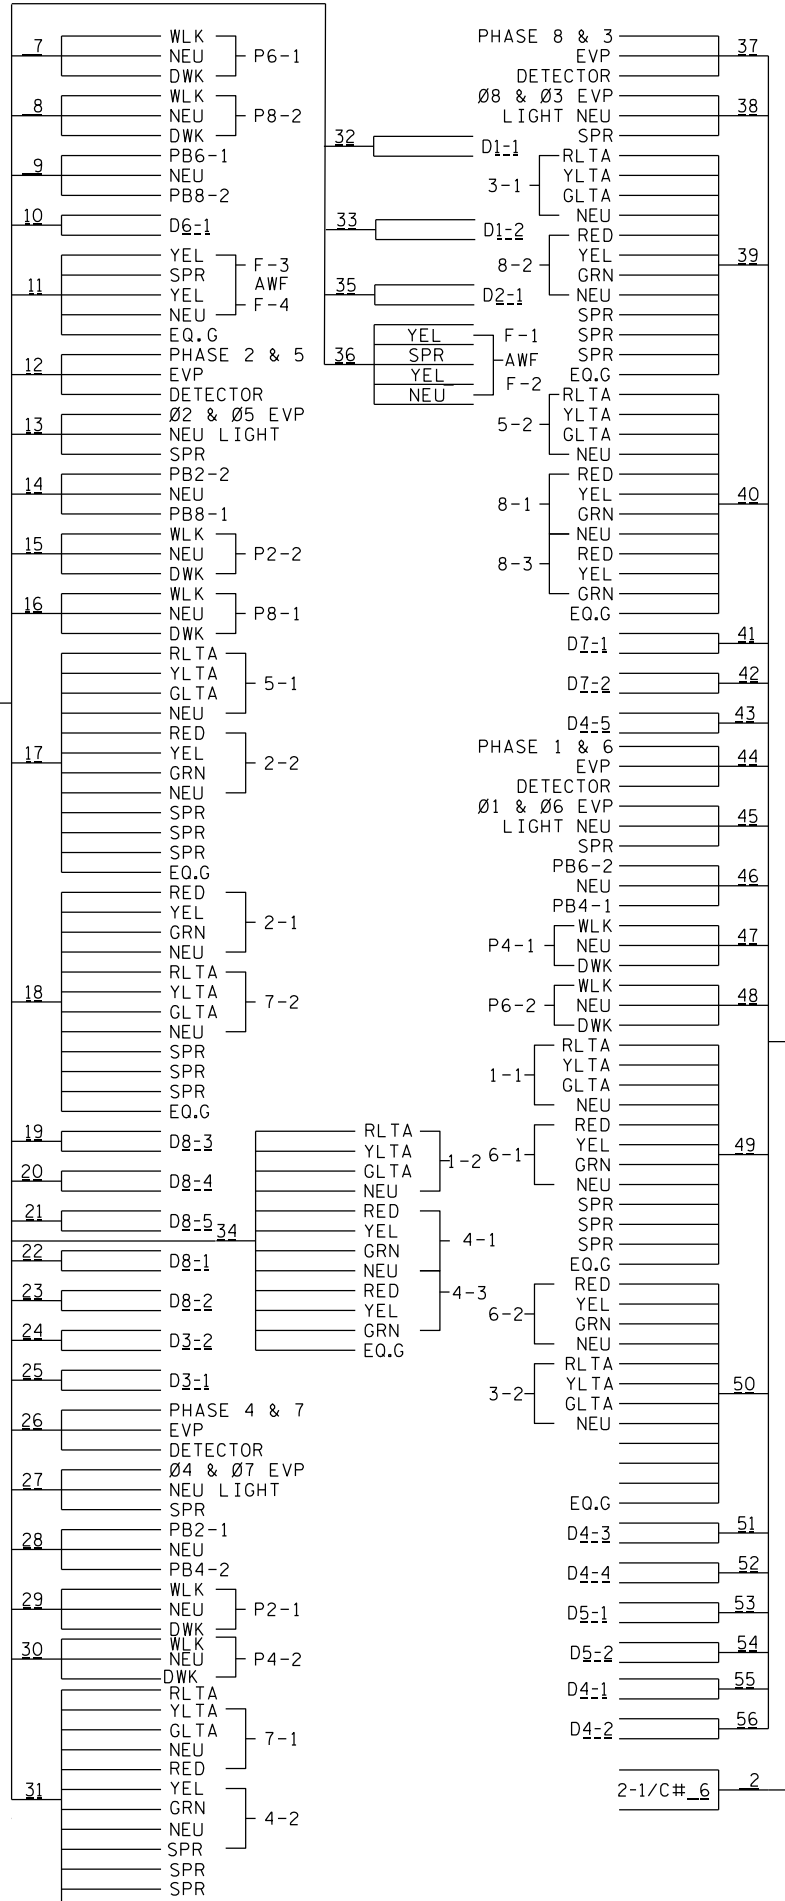 7
WLK
NEU
DWK
P6-1
8
WLK
NEU
DWK
P8-2
9
PB6-1
NEU
PB8-2
10
D6-1
11
YEL
SPR
YEL
NEU
EQ.G
F-3
AWF
F-4
12
PHASE 2 & 5
EVP
DETECTOR
13
Ø2 & Ø5 EVP
NEU LIGHT
SPR
14
PB2-2
NEU
PB8-1
15
WLK
NEU
DWK
P2-2
16
WLK
NEU
DWK
P8-1
17
RLTA
YLTA
GLTA
NEU
5-1
RED
YEL
GRN
NEU
2-2
SPR
SPR
SPR
EQ.G
18
RED
YEL
GRN
NEU
2-1
RLTA
YLTA
GLTA
NEU
7-2
SPR
SPR
SPR
EQ.G
19
D8-3
20
D8-4
21
D8-5
22
D8-1
23
D8-2
24
D3-2
25
D3-1
26
PHASE 4 & 7
EVP
DETECTOR
27
Ø4 & Ø7 EVP
NEU LIGHT
SPR
28
PB2-1
NEU
PB4-2
29
WLK
NEU
DWK
P2-1
30
WLK
NEU
DWK
P4-2
31
RLTA
YLTA
GLTA
NEU
RED
7-1
YEL
GRN
NEU
SPR
4-2
SPR
SPR
32
D1-1
33
D1-2
35
D2-1
36
YEL
SPR
YEL
NEU
F-1
AWF
F-2
34
RLTA
YLTA
GLTA
NEU
1-2
RED
YEL
GRN
NEU
4-1
RED
YEL
GRN
4-3
EQ.G
PHASE 8 & 3
EVP
DETECTOR
37
Ø8 & Ø3 EVP
LIGHT NEU
SPR
38
3-1
RLTA
YLTA
GLTA
NEU
8-2
RED
YEL
GRN
NEU
SPR
SPR
SPR
EQ.G
39
5-2
RLTA
YLTA
GLTA
NEU
8-1
RED
YEL
GRN
NEU
8-3
RED
YEL
GRN
EQ.G
40
D7-1
41
D7-2
42
D4-5
43
PHASE 1 & 6
EVP
DETECTOR
44
Ø1 & Ø6 EVP
LIGHT NEU
SPR
45
PB6-2
NEU
PB4-1
46
P4-1
WLK
NEU
DWK
47
P6-2
WLK
NEU
DWK
48
1-1
RLTA
YLTA
GLTA
NEU
6-1
RED
YEL
GRN
NEU
SPR
SPR
SPR
EQ.G
49
6-2
RED
YEL
GRN
NEU
3-2
RLTA
YLTA
GLTA
NEU
EQ.G
50
D4-3
51
D4-4
52
D5-1
53
D5-2
54
D4-1
55
D4-2
56
2-1/C# 6
2